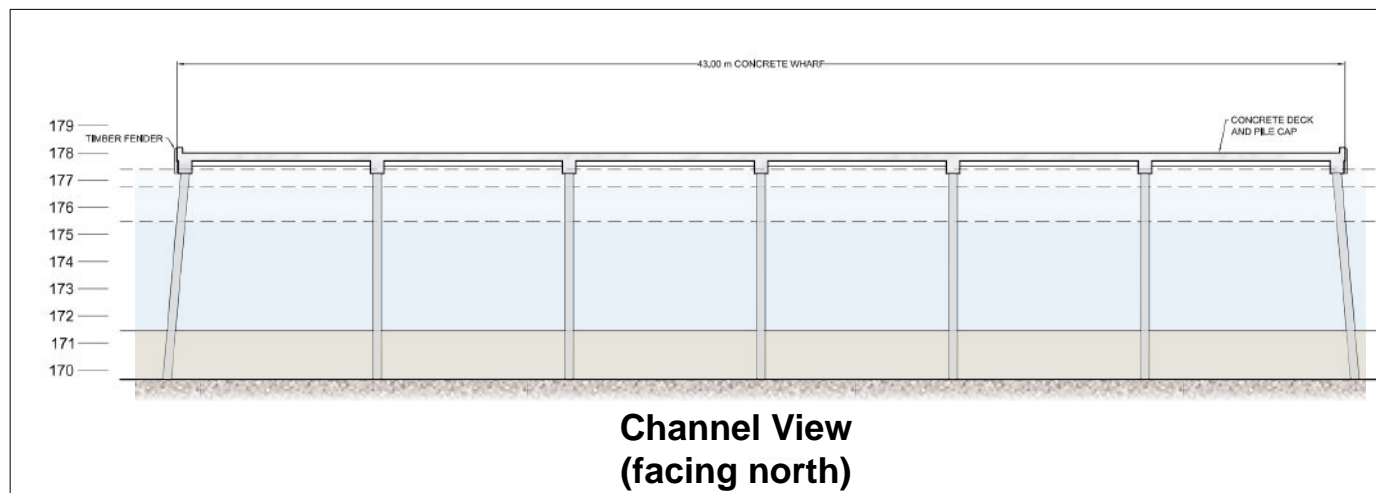 43.00 m CONCRETE WHARF
179
TIMBER FENDER
CONCRETE DECK
AND PILE CAP
178
177
176
175
174
173
172
171
170
Channel View
(facing north)